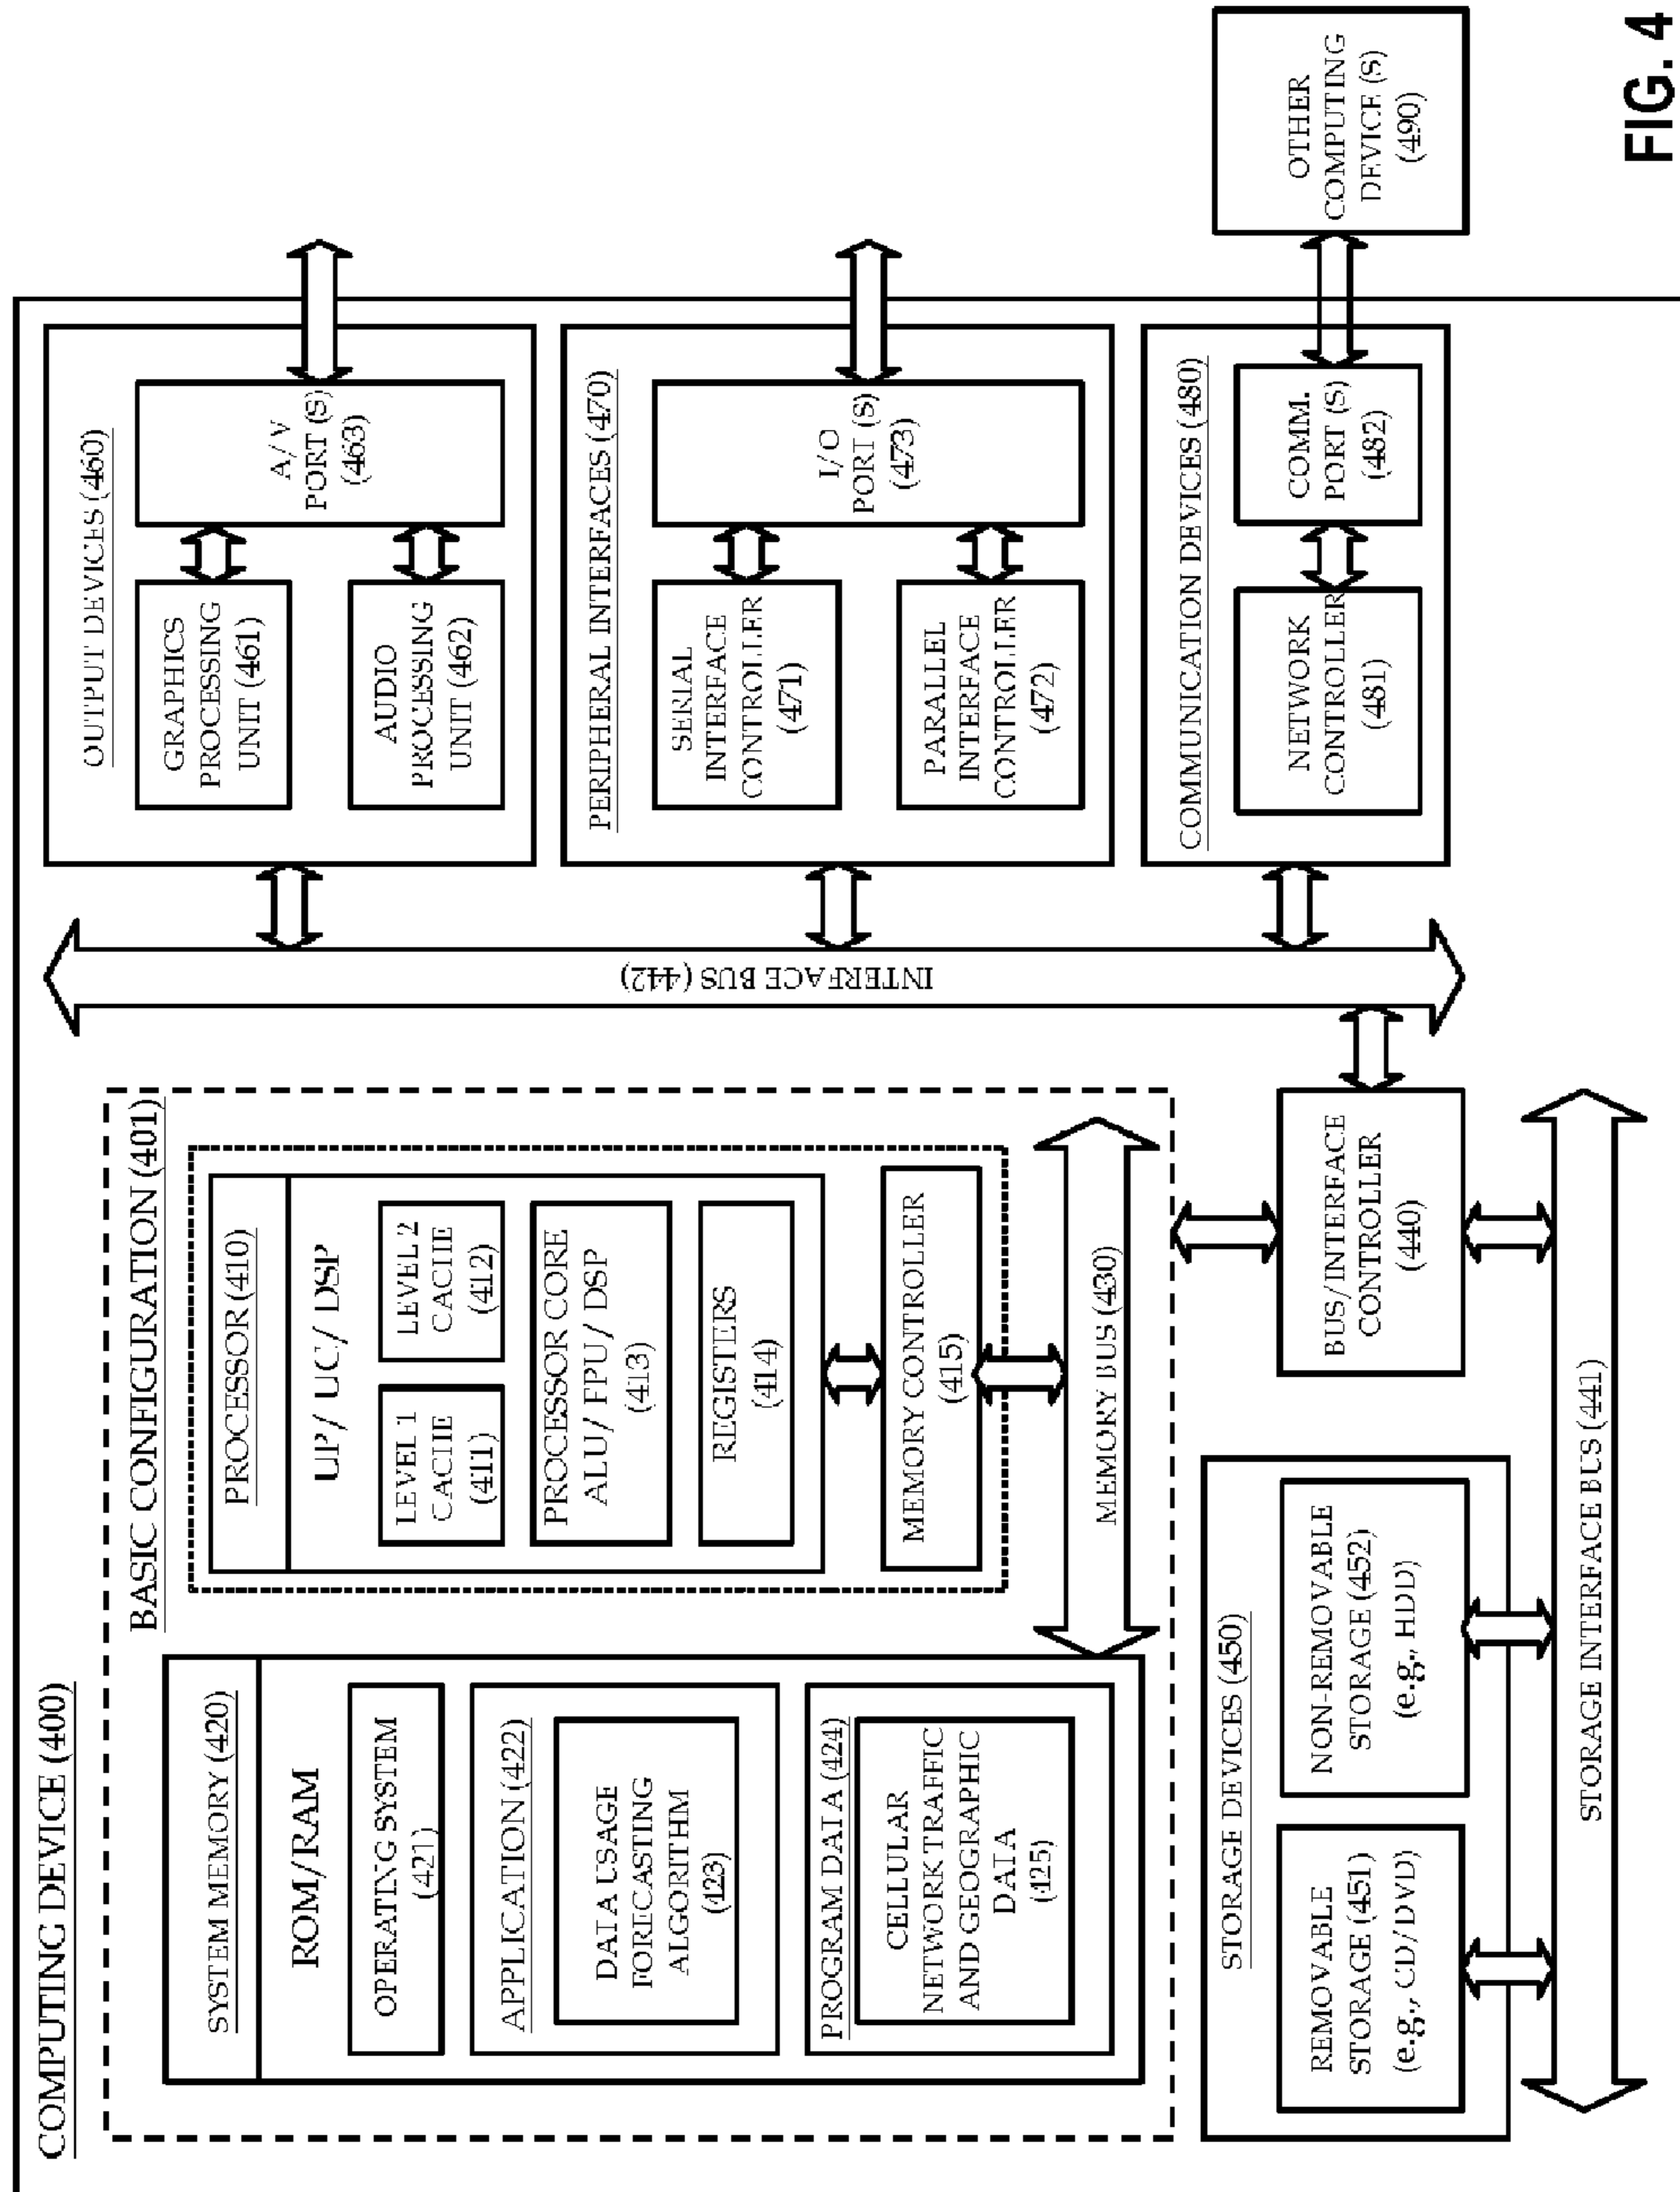 COMPUTING DEVICE (400)
BASIC CONFIGURATION (401)
SYSTEM MEMORY (420)
ROM/RAM
OPERATING SYSTEM
(421)
APPLICATION (422)
DATA USAGE
FORECASTING
ALGORITHM
(423)
PROGRAM DATA (424)
CELLULAR
NETWORK TRAFFIC
AND GEOGRAPHIC
DATA
(425)
PROCESSOR (410)
UP/ UC/ DSP
LEVEL 1
CACHE
(411)
LEVEL 2
CACHE
(412)
PROCESSOR CORE
ALU/ FPU/ DSP
(413)
REGISTERS
(414)
MEMORY CONTROLLER
(415)
MEMORY BUS (430)
BUS/INTERFACE
CONTROLLER
(440)
STORAGE DEVICES (450)
REMOVABLE
STORAGE (451)
(e.g., CD/DVD)
NON-REMOVABLE
STORAGE (452)
(e.g., HDD)
STORAGE INTERFACE BUS (441)
INTERFACE BUS (442)
OUTPUT DEVICES (460)
GRAPHICS
PROCESSING
UNIT (461)
AUDIO
PROCESSING
UNIT (462)
A/V
PORT (S)
(463)
PERIPHERAL INTERFACES (470)
SERIAL
INTERFACE
CONTROLLER
(471)
PARALLEL
INTERFACE
CONTROLLER
(472)
I/O
PORT (S)
(473)
COMMUNICATION DEVICES (480)
NETWORK
CONTROLLER
(481)
COMM.
PORT (S)
(482)
OTHER
COMPUTING
DEVICE (S)
(490)
FIG. 4